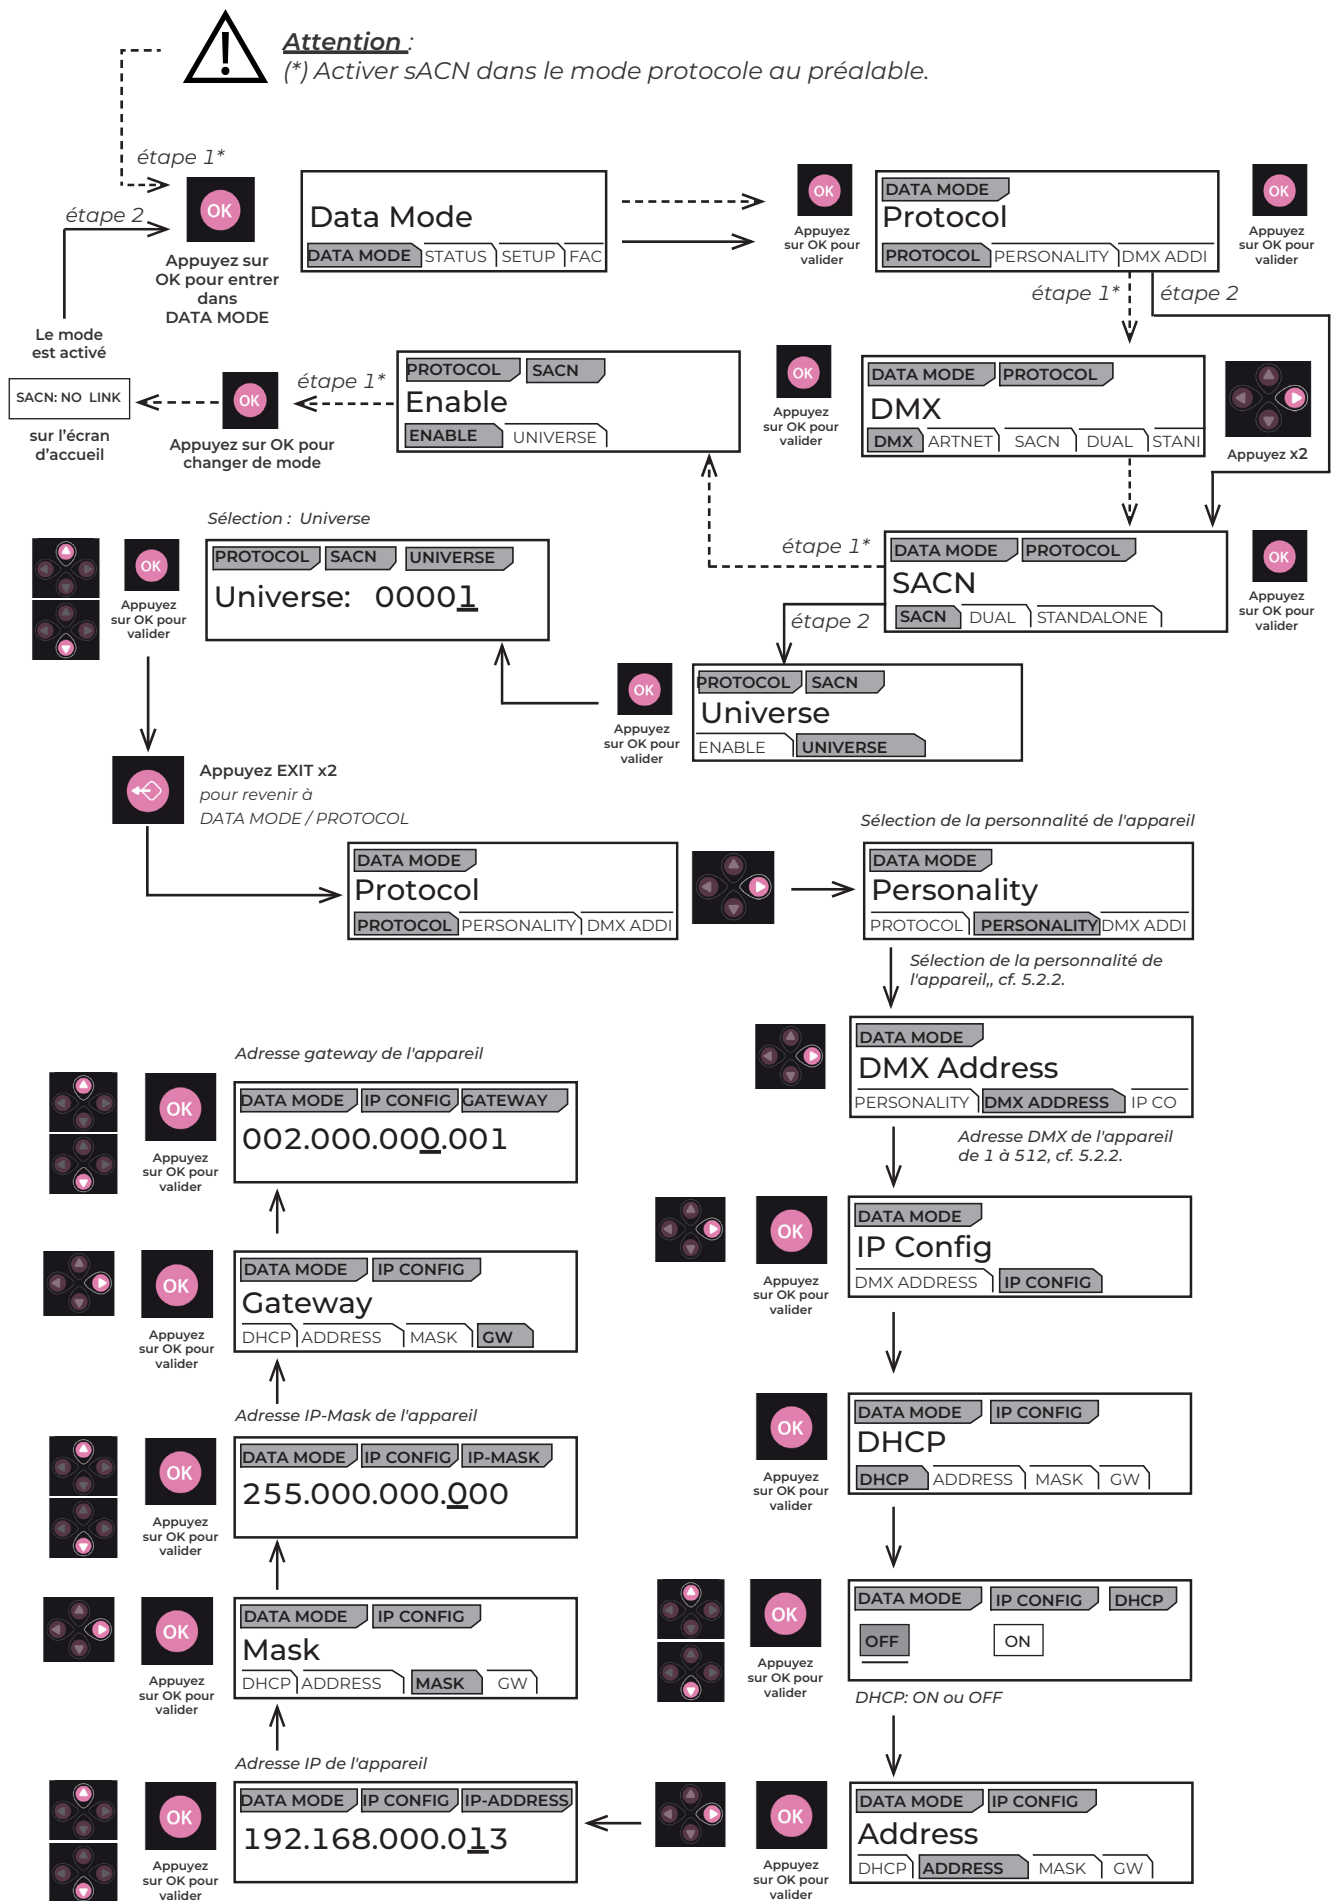 Attention :
(*) Activer sACN dans le mode protocole au préalable.
étape 1*
étape 2
OK
Appuyez sur
OK pour entrer
dans
DATA MODE
Data Mode
DATA MODE STATUS SETUP FAC
OK
Appuyez
sur OK pour
valider
DATA MODE
Protocol
PROTOCOL PERSONALITY DMX ADDI
OK
Appuyez
sur OK pour
valider
étape 1*
étape 2
Le mode
est activé
SACN: NO LINK
sur l'écran
d'accueil
OK
Appuyez sur OK pour
changer de mode
étape 1*
PROTOCOL SACN
Enable
ENABLE UNIVERSE
OK
Appuyez
sur OK pour
valider
DATA MODE PROTOCOL
DMX
DMX ARTNET SACN DUAL STANI
Appuyez x2
Sélection : Universe
OK
Appuyez
sur OK pour
valider
PROTOCOL SACN UNIVERSE
Universe: 00001
étape 1*
étape 2
DATA MODE PROTOCOL
SACN
SACN DUAL STANDALONE
OK
Appuyez
sur OK pour
valider
OK
Appuyez
sur OK pour
valider
PROTOCOL SACN
Universe
ENABLE UNIVERSE
Appuyez EXIT x2
pour revenir à
DATA MODE / PROTOCOL
DATA MODE
Protocol
PROTOCOL PERSONALITY DMX ADDI
Sélection de la personnalité de l'appareil
DATA MODE
Personality
PROTOCOL PERSONALITY DMX ADDI
Sélection de la personnalité de
l'appareil,, cf. 5.2.2.
DATA MODE
DMX Address
PERSONALITY DMX ADDRESS IP CO
Adresse DMX de l'appareil
de 1 à 512, cf. 5.2.2.
OK
Appuyez
sur OK pour
valider
DATA MODE
IP Config
DMX ADDRESS IP CONFIG
OK
Appuyez
sur OK pour
valider
DATA MODE IP CONFIG
DHCP
DHCP ADDRESS MASK GW
OK
Appuyez
sur OK pour
valider
DATA MODE IP CONFIG DHCP
OFF ON
DHCP: ON ou OFF
OK
Appuyez
sur OK pour
valider
DATA MODE IP CONFIG
Address
DHCP ADDRESS MASK GW
Adresse IP de l'appareil
OK
Appuyez
sur OK pour
valider
DATA MODE IP CONFIG IP-ADDRESS
192.168.000.013
OK
Appuyez
sur OK pour
valider
DATA MODE IP CONFIG
Mask
DHCP ADDRESS MASK GW
Adresse IP-Mask de l'appareil
OK
Appuyez
sur OK pour
valider
DATA MODE IP CONFIG IP-MASK
255.000.000.000
OK
Appuyez
sur OK pour
valider
DATA MODE IP CONFIG
Gateway
DHCP ADDRESS MASK GW
Adresse gateway de l'appareil
OK
Appuyez
sur OK pour
valider
DATA MODE IP CONFIG GATEWAY
002.000.000.001